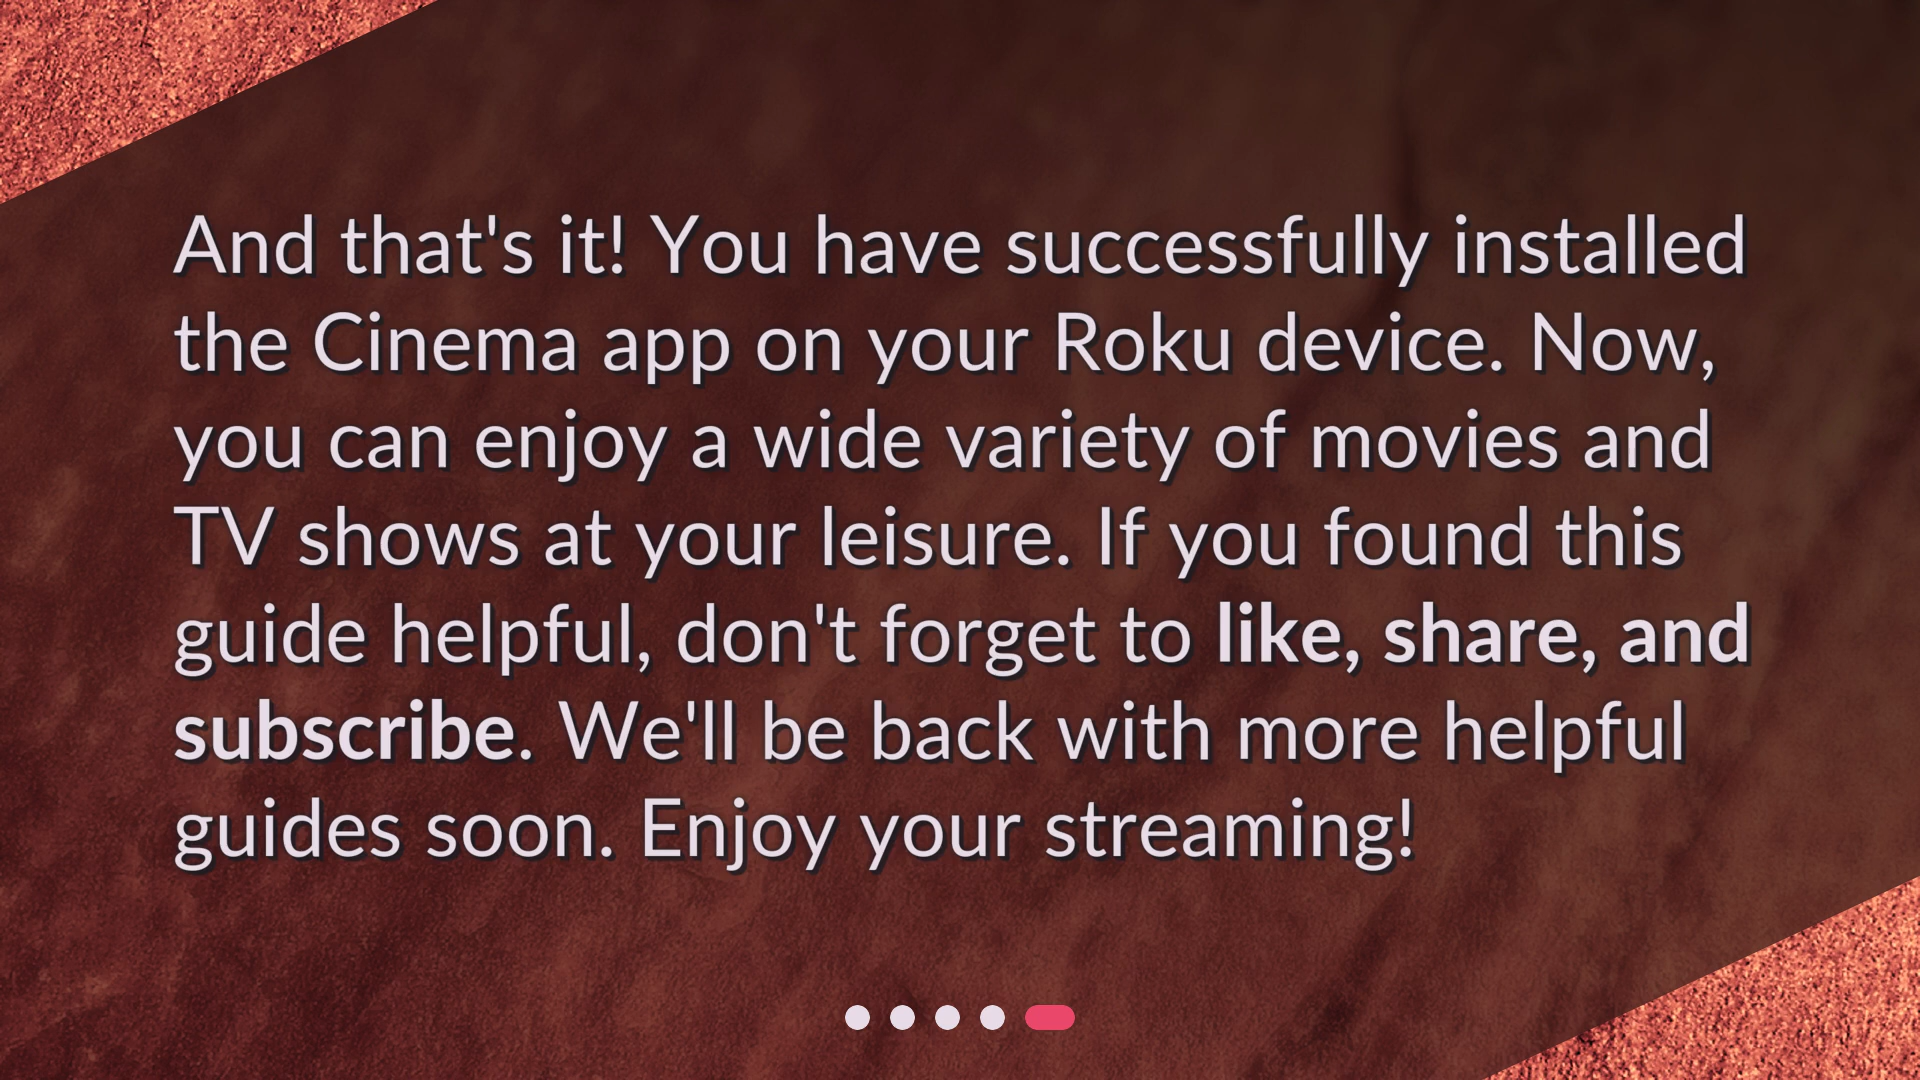 And that's it! You have successfully installed
the Cinema app on your Roku device. Now,
you can enjoy a wide variety of movies and
TV shows at your leisure. If you found this
guide helpful, don't forget to like, share, and
subscribe. We'll be back with more helpful
guides soon. Enjoy your streaming!